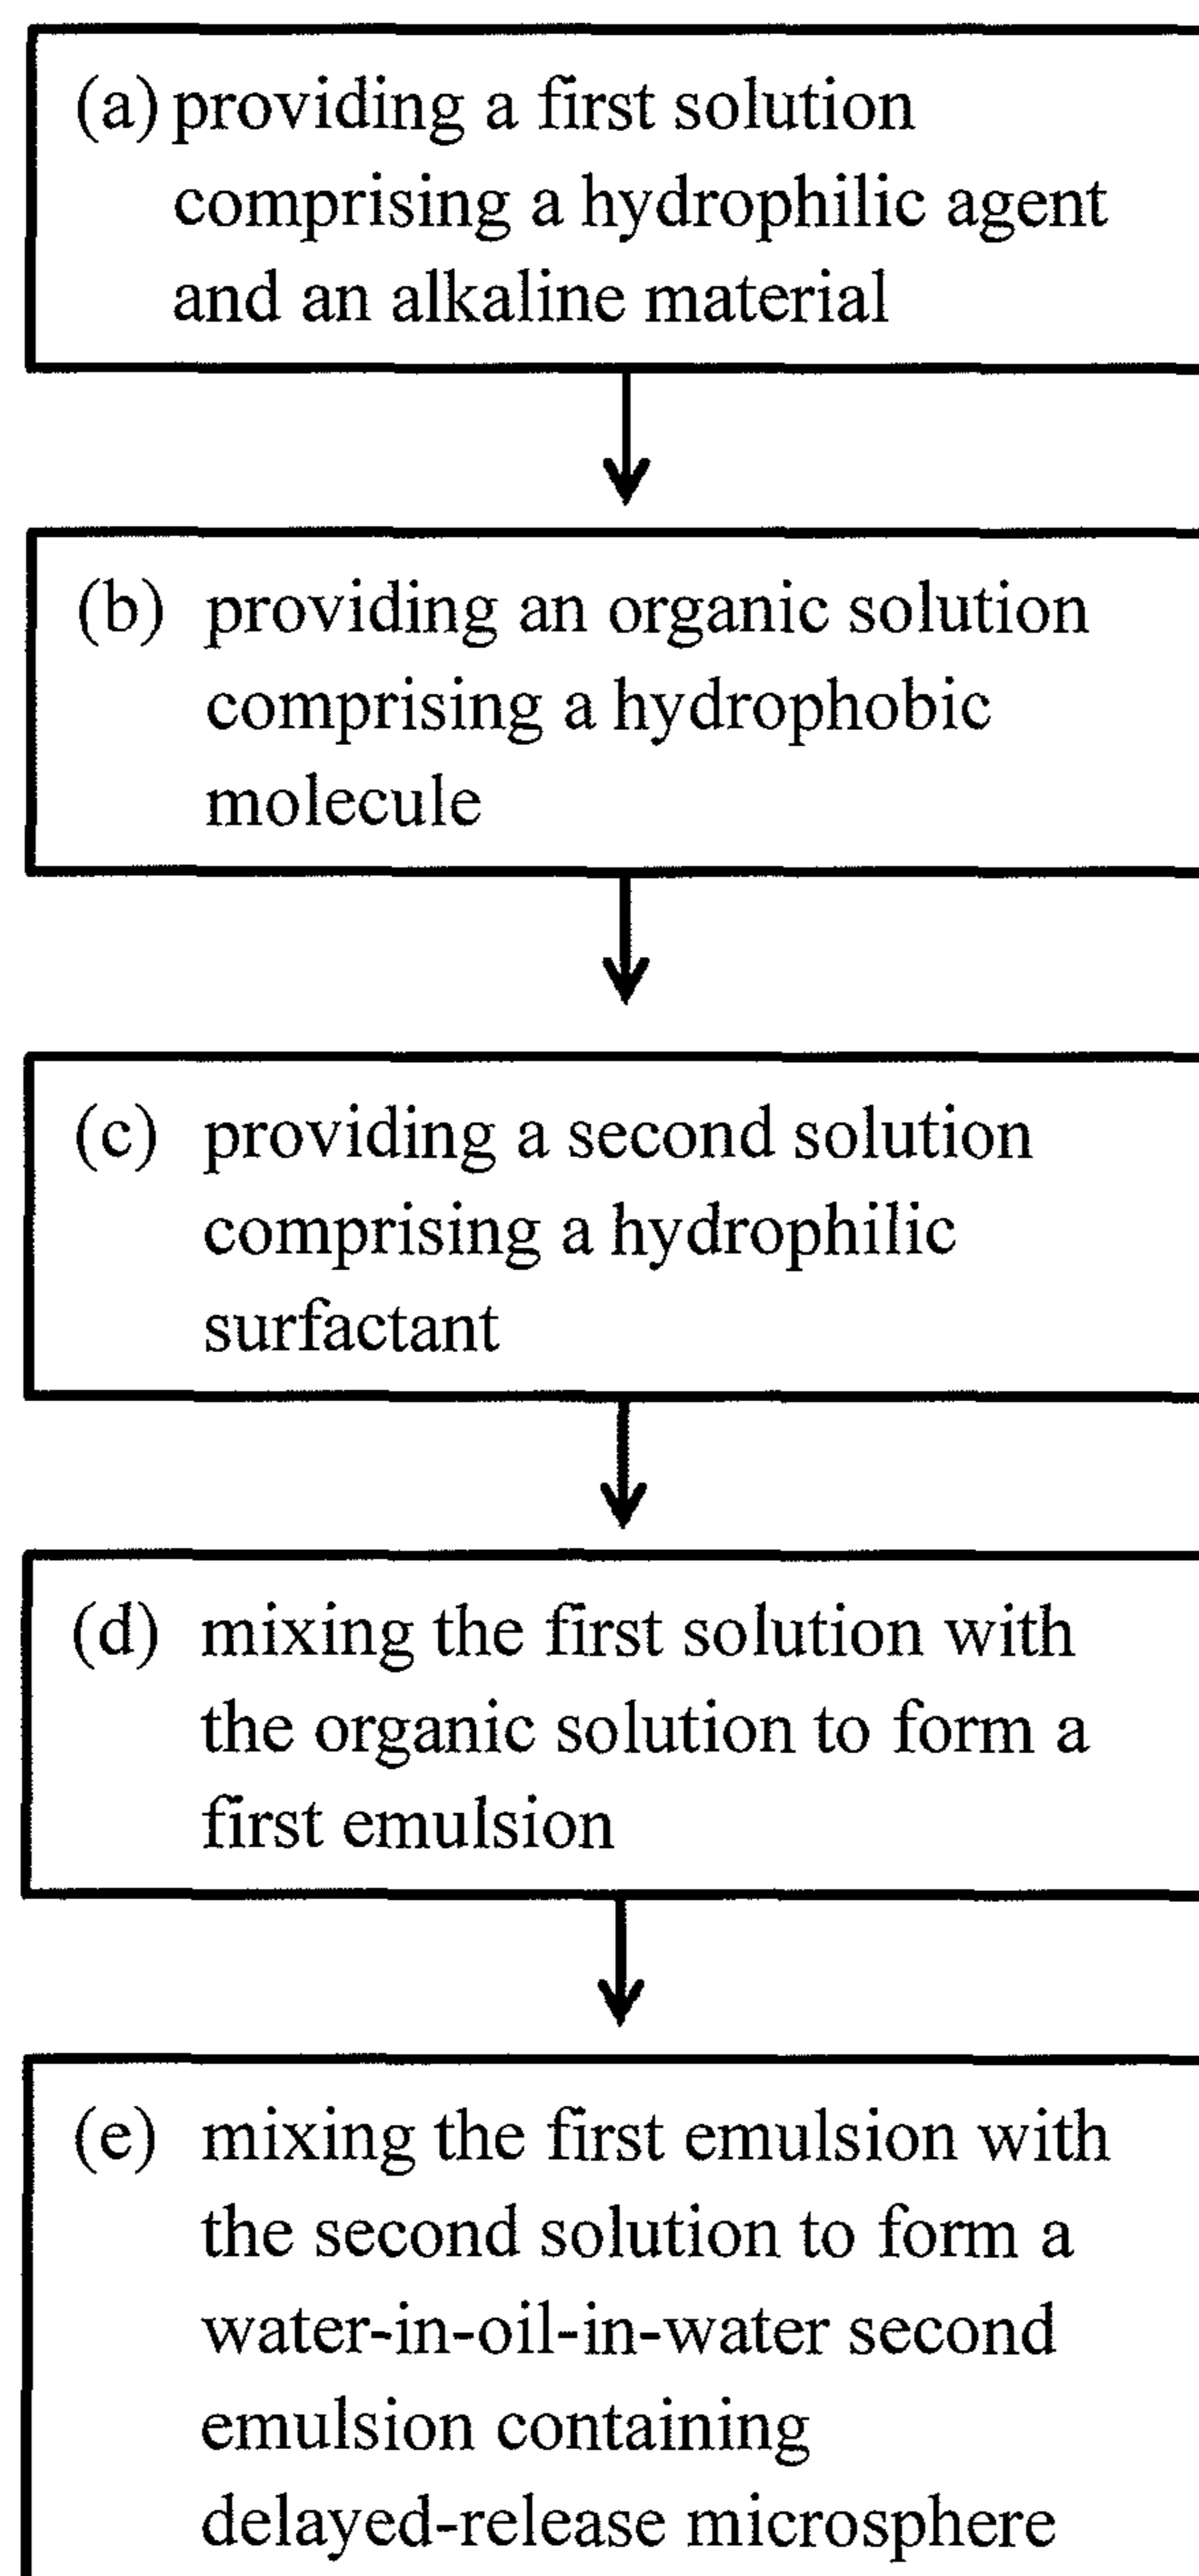 (a) providing a first solution
comprising a hydrophilic agent
and an alkaline material
(b) providing an organic solution
comprising a hydrophobic
molecule
(c) providing a second solution
comprising a hydrophilic
surfactant
(d) mixing the first solution with
the organic solution to form a
first emulsion
(e) mixing the first emulsion with
the second solution to form a
water-in-oil-in-water second
emulsion containing
delayed-release microsphere